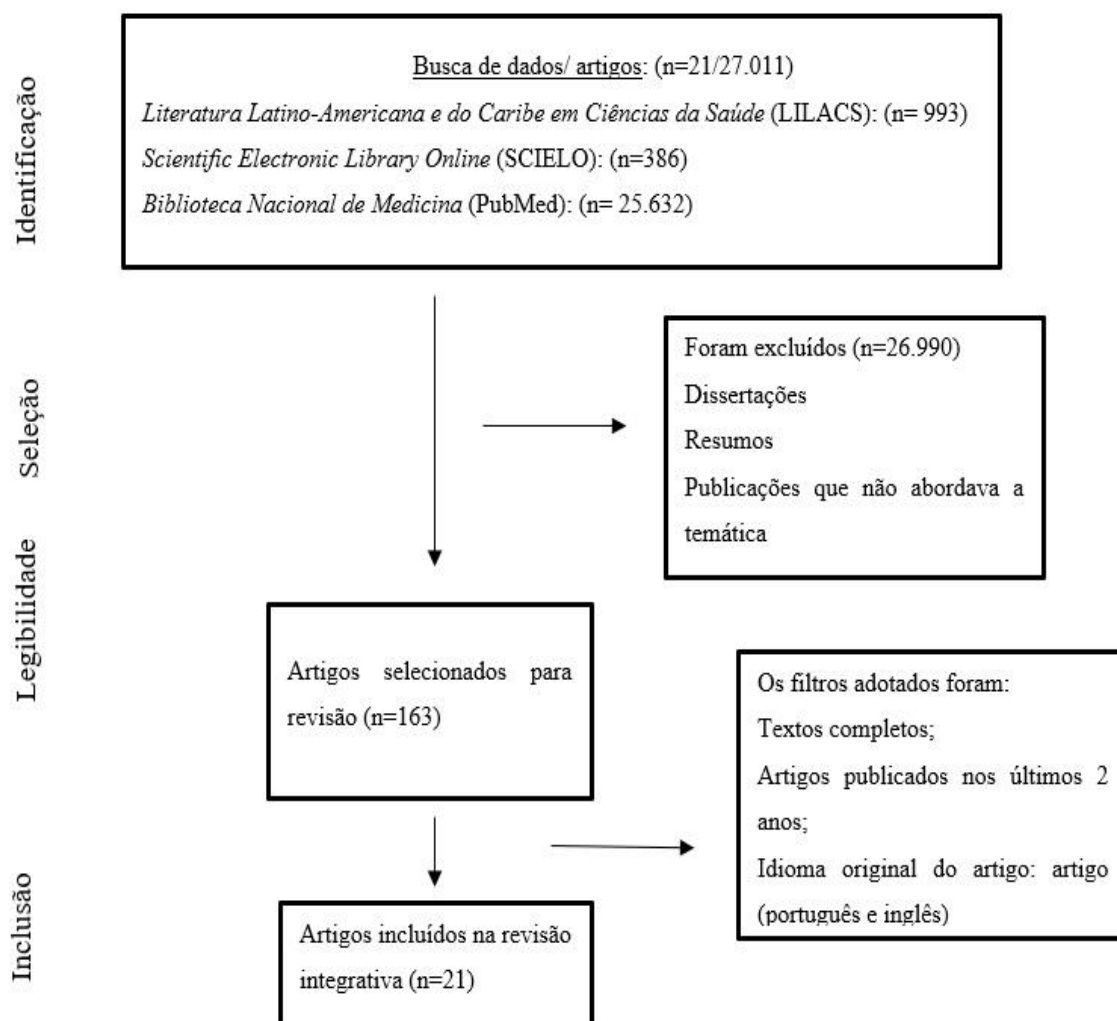 Identificação
Busca de dados/ artigos: (n=21/27.011)
Literatura Latino-Americana e do Caribe em Ciências da Saúde (LILACS): (n= 993)
Scientific Electronic Library Online (SCIELO): (n=386)
Biblioteca Nacional de Medicina (PubMed): (n= 25.632)
Seleção
Foram excluídos (n=26.990)
Dissertações
Resumos
Publicações que não abordava a
temática
Legibilidade
Artigos selecionados para
revisão (n=163)
Os filtros adotados foram:
Textos completos;
Artigos publicados nos últimos 2
anos;
Idioma original do artigo: artigo
(português e inglês)
Inclusão
Artigos incluídos na revisão
integrativa (n=21)